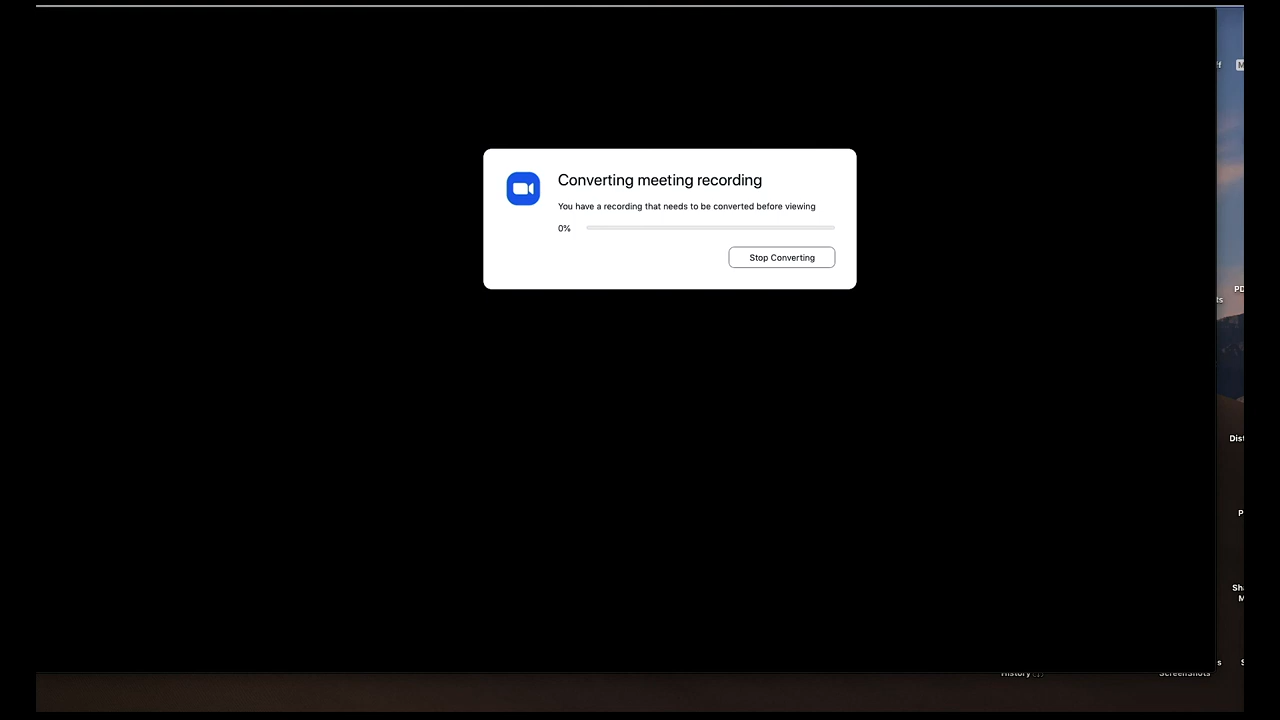 Converting meeting recording
You have a recording that needs to be converted before viewing
0%
Stop Converting
History
ScreenShots